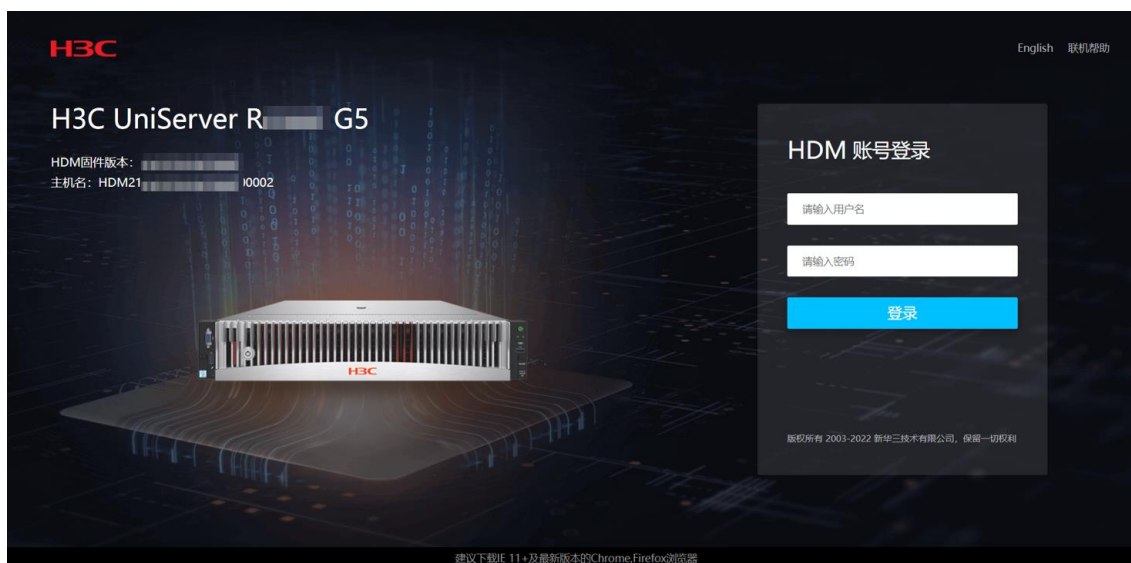 H3C
English 联机帮助
H3C UniServer R G5
HDM固件版本：
主机名：HDM21 0002
HDM 账号登录
请输入用户名
请输入密码
登录
H3C
版权所有 2003-2022 新华三技术有限公司，保留一切权利
建议下载IE 11+及最新版本的Chrome,Firefox浏览器